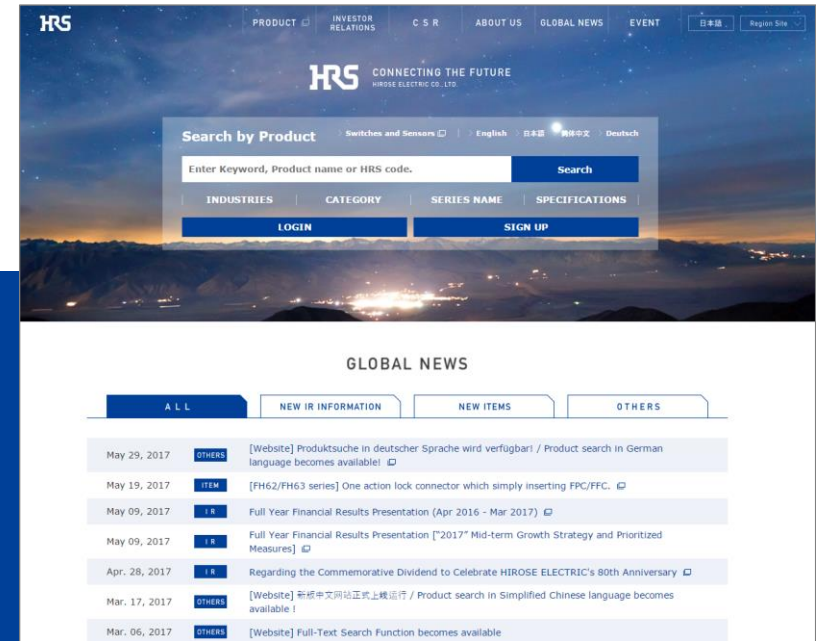 HRS
PRODUCT
INVESTOR
RELATIONS
C S R
ABOUT US
GLOBAL NEWS
EVENT
日本語
Region Site
HRS CONNECTING THE FUTURE
HIROSE ELECTRIC CO., LTD.
Search by Product
Switches and Sensors
English
日本語
简体中文
Deutsch
Enter Keyword, Product name or HRS code.
Search
INDUSTRIES
CATEGORY
SERIES NAME
SPECIFICATIONS
LOGIN
SIGN UP
GLOBAL NEWS
ALL
NEW IR INFORMATION
NEW ITEMS
OTHERS
May 29, 2017 OTHERS [Website] Produktsuche in deutscher Sprache wird verfügbar! / Product search in German
language becomes available!
May 19, 2017 ITEM [FH62/FH63 series] One action lock connector which simply inserting FPC/FFC.
May 09, 2017 I R Full Year Financial Results Presentation (Apr 2016 - Mar 2017)
May 09, 2017 I R Full Year Financial Results Presentation ["2017" Mid-term Growth Strategy and Prioritized
Measures]
Apr. 28, 2017 I R Regarding the Commemorative Dividend to Celebrate HIROSE ELECTRIC's 80th Anniversary
Mar. 17, 2017 OTHERS [Website] 新版中文网站正式上线运行 / Product search in Simplified Chinese language becomes
available !
Mar. 06, 2017 OTHERS [Website] Full-Text Search Function becomes available